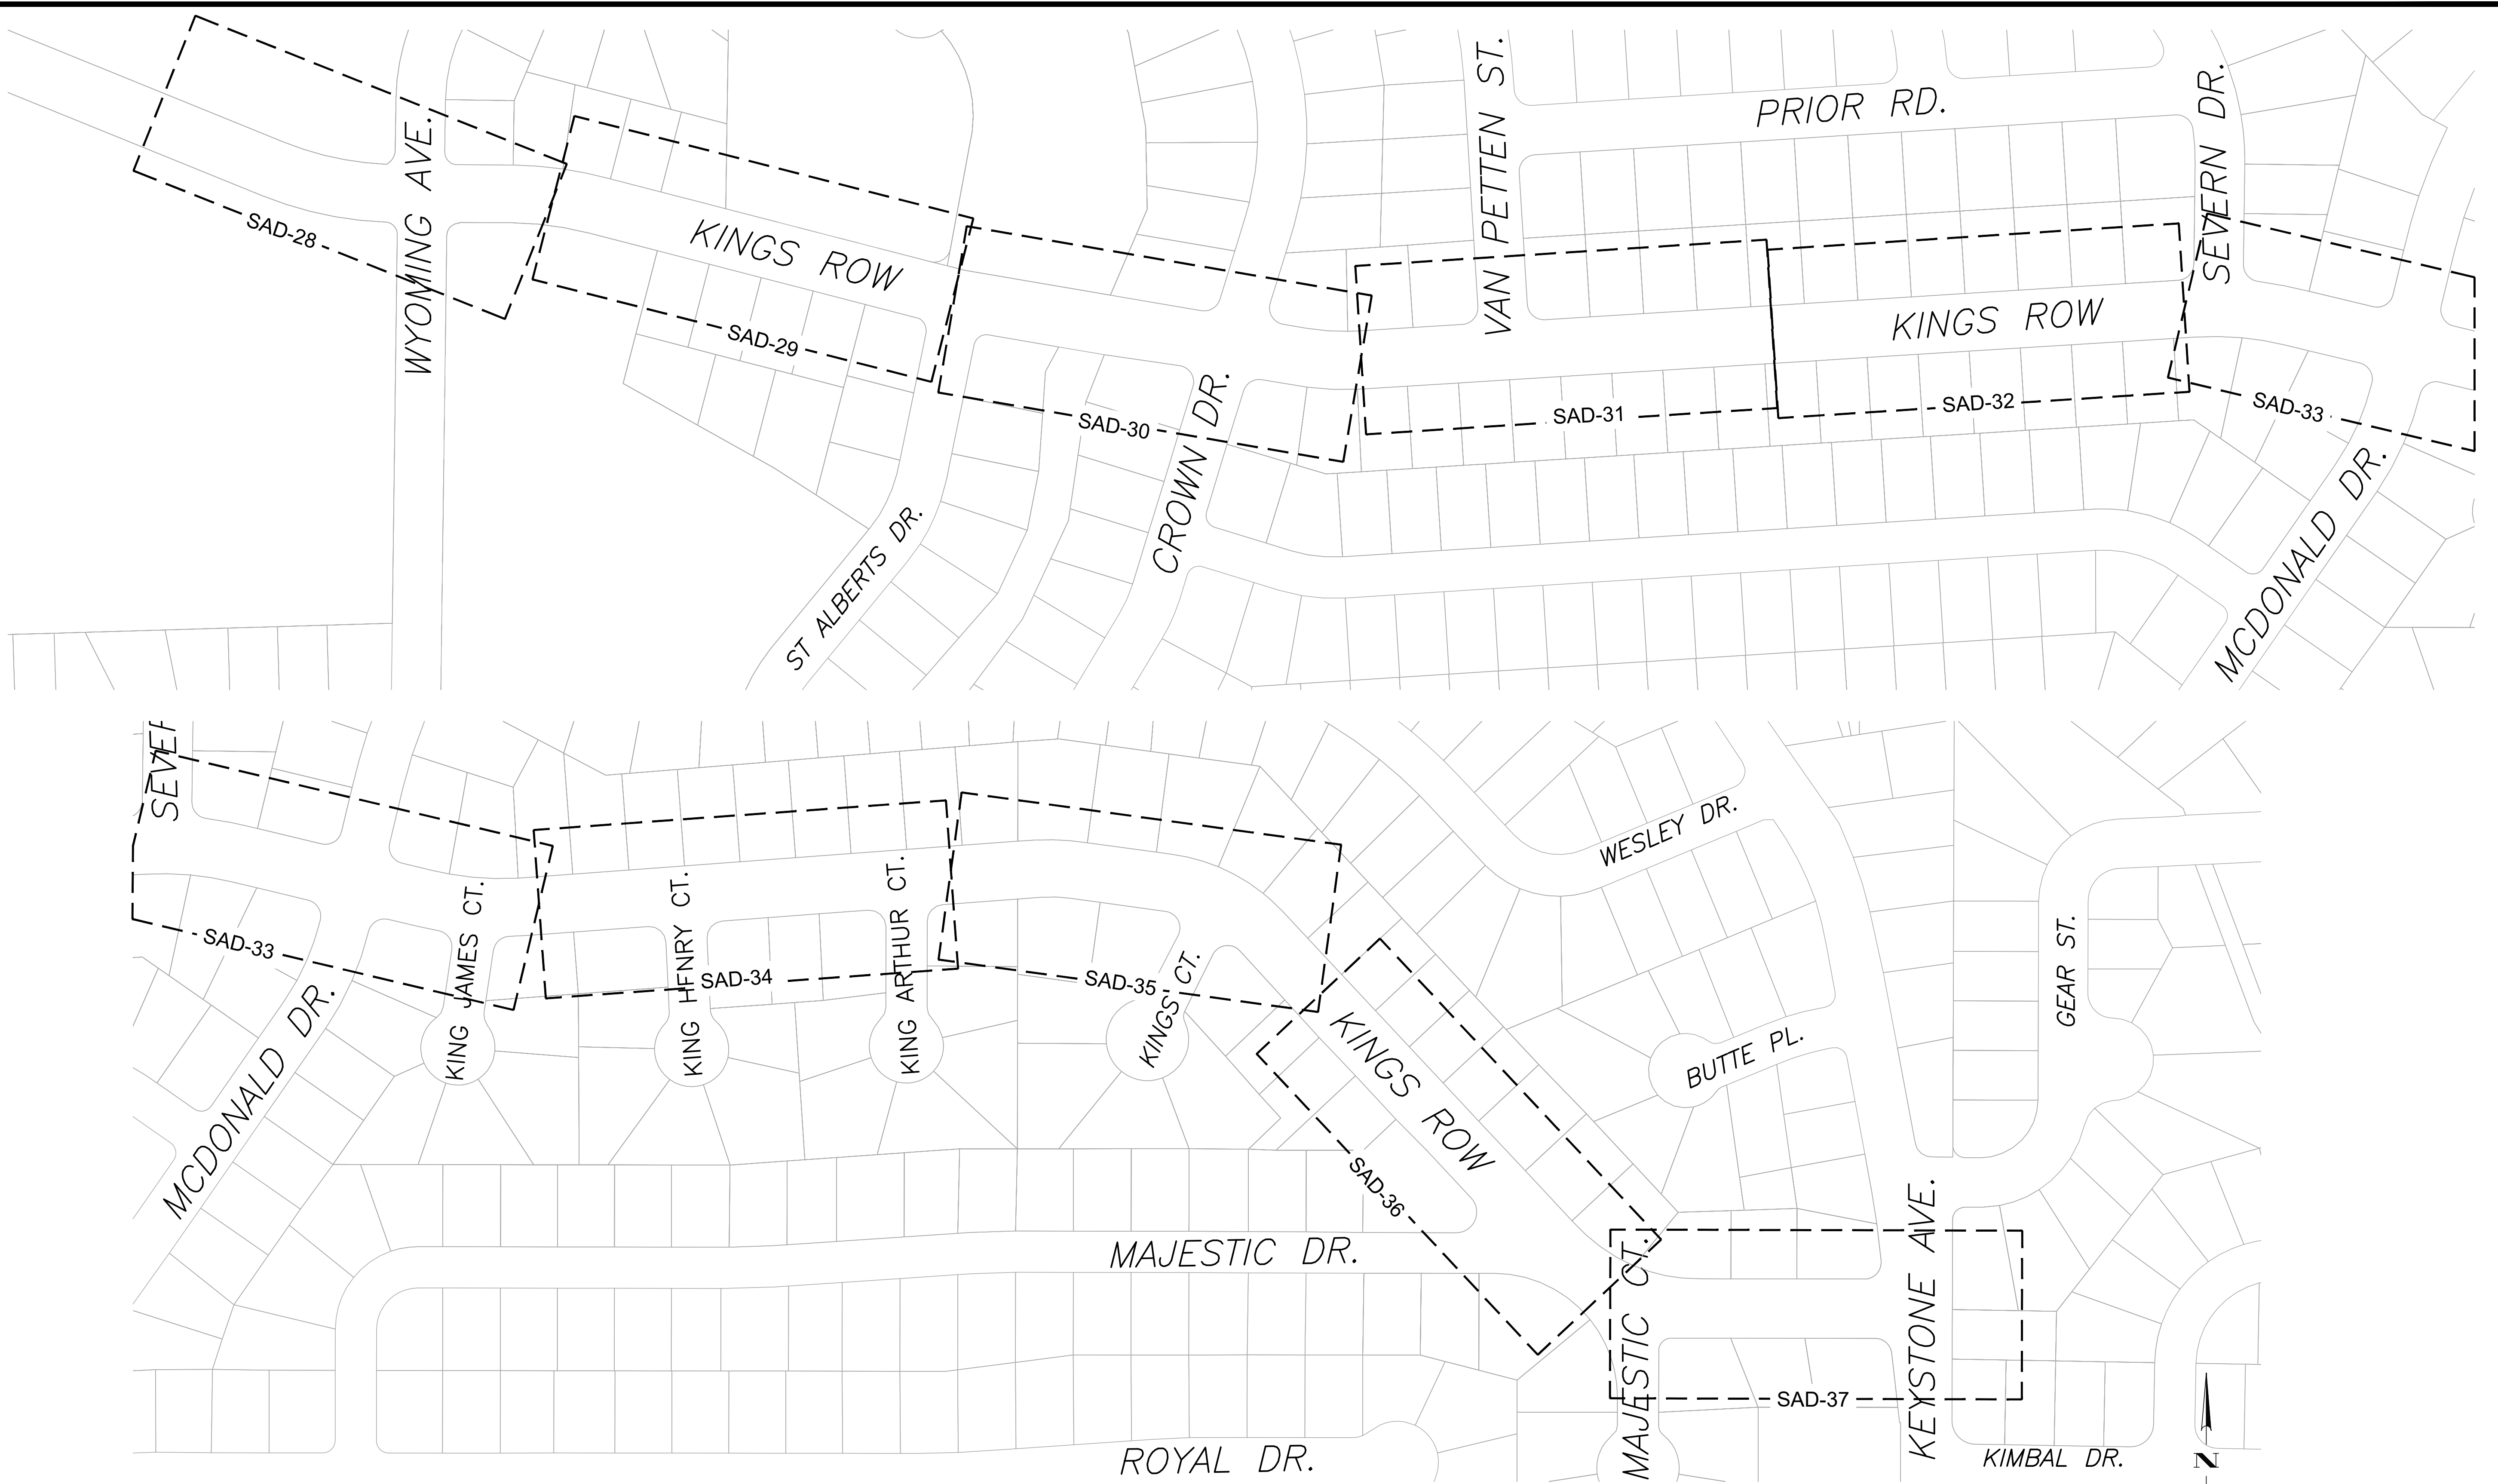 VAN PETTEN ST.
PRIOR RD.
SEVERN DR.
WYOMING AVE.
SAD-28
KINGS ROW
SAD-29
KINGS ROW
SAD-30
SAD-31
SAD-32
SAD-33
CROWN DR.
ST ALBERTS DR.
MCDONALD DR.
SEVER
WESLEY DR.
KING JAMES CT.
KING HENRY CT.
KING ARTHUR CT.
GEAR ST.
SAD-33
SAD-34
SAD-35
KINGS CT.
MCDONALD DR.
KINGS ROW
BUTTE PL.
SAD-36
MAJESTIC DR.
MAJESTIC CT.
KEYSTONE AVE.
SAD-37
ROYAL DR.
KIMBAL DR.
N